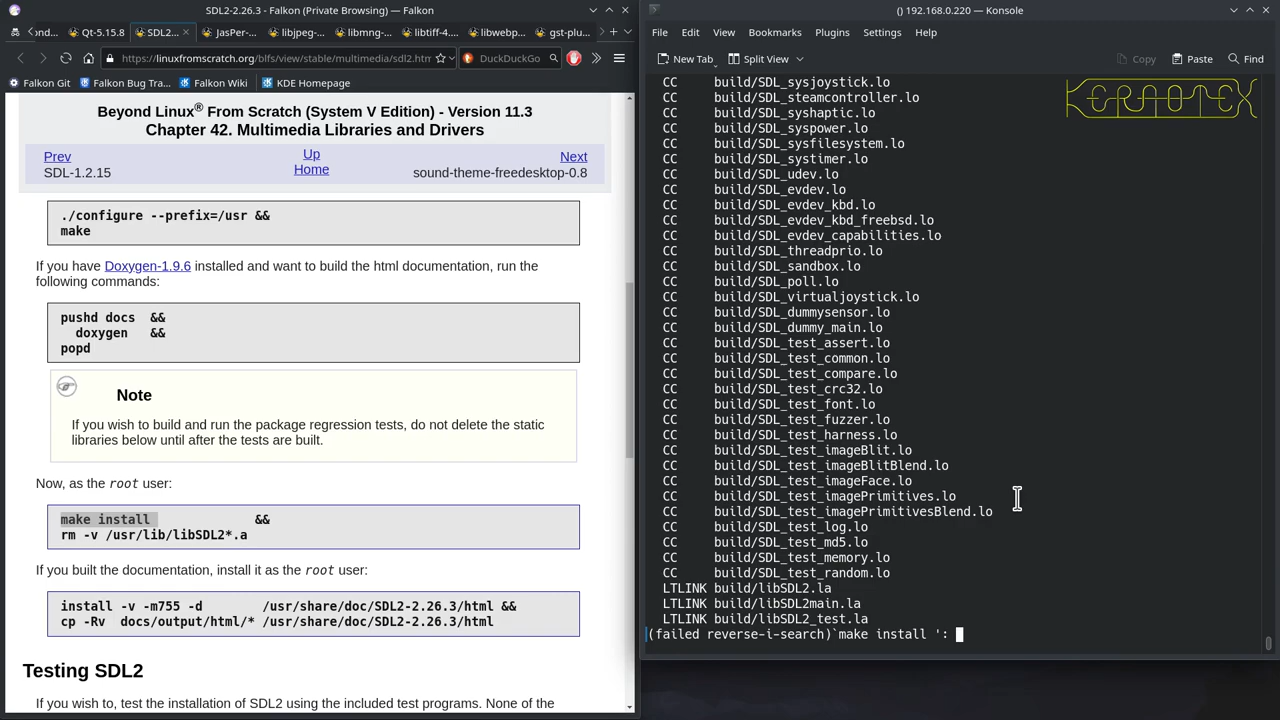 SDL2-2.26.3 - Falkon (Private Browsing) — Falkon
ond...
Qt-5.15.8
SDL2...
JasPer-...
libjpeg-...
libmng-...
libtiff-4....
libwebp...
gst-plu...
https://linuxfromscratch.org/blfs/view/stable/multimedia/sdl2.htm
DuckDuckGo
Falkon Git
Falkon Bug Tra...
Falkon Wiki
KDE Homepage
Beyond Linux® From Scratch (System V Edition) - Version 11.3
Chapter 42. Multimedia Libraries and Drivers
Prev
Up
Next
SDL-1.2.15
Home
sound-theme-freedesktop-0.8
./configure --prefix=/usr &&
make
If you have Doxygen-1.9.6 installed and want to build the html documentation, run the
following commands:
pushd docs  &&
  doxygen   &&
popd
Note
If you wish to build and run the package regression tests, do not delete the static
libraries below until after the tests are built.
Now, as the root user:
make install              &&
rm -v /usr/lib/libSDL2*.a
If you built the documentation, install it as the root user:
install -v -m755 -d        /usr/share/doc/SDL2-2.26.3/html &&
cp -Rv  docs/output/html/* /usr/share/doc/SDL2-2.26.3/html
Testing SDL2
If you wish to, test the installation of SDL2 using the included test programs. None of the
() 192.168.0.220 — Konsole
File Edit View Bookmarks Plugins Settings Help
New Tab
Split View
Copy
Paste
Find
KERAOTEX
CC     build/SDL_sysjoystick.lo
CC     build/SDL_steamcontroller.lo
CC     build/SDL_syshaptic.lo
CC     build/SDL_syspower.lo
CC     build/SDL_sysfilesystem.lo
CC     build/SDL_systimer.lo
CC     build/SDL_udev.lo
CC     build/SDL_evdev.lo
CC     build/SDL_evdev_kbd.lo
CC     build/SDL_evdev_kbd_freebsd.lo
CC     build/SDL_evdev_capabilities.lo
CC     build/SDL_threadprio.lo
CC     build/SDL_sandbox.lo
CC     build/SDL_poll.lo
CC     build/SDL_virtualjoystick.lo
CC     build/SDL_dummysensor.lo
CC     build/SDL_dummy_main.lo
CC     build/SDL_test_assert.lo
CC     build/SDL_test_common.lo
CC     build/SDL_test_compare.lo
CC     build/SDL_test_crc32.lo
CC     build/SDL_test_font.lo
CC     build/SDL_test_fuzzer.lo
CC     build/SDL_test_harness.lo
CC     build/SDL_test_imageBlit.lo
CC     build/SDL_test_imageBlitBlend.lo
CC     build/SDL_test_imageFace.lo
CC     build/SDL_test_imagePrimitives.lo
CC     build/SDL_test_imagePrimitivesBlend.lo
CC     build/SDL_test_log.lo
CC     build/SDL_test_md5.lo
CC     build/SDL_test_memory.lo
CC     build/SDL_test_random.lo
LTLINK build/libSDL2.la
LTLINK build/libSDL2main.la
LTLINK build/libSDL2_test.la
(failed reverse-i-search)`make install ':